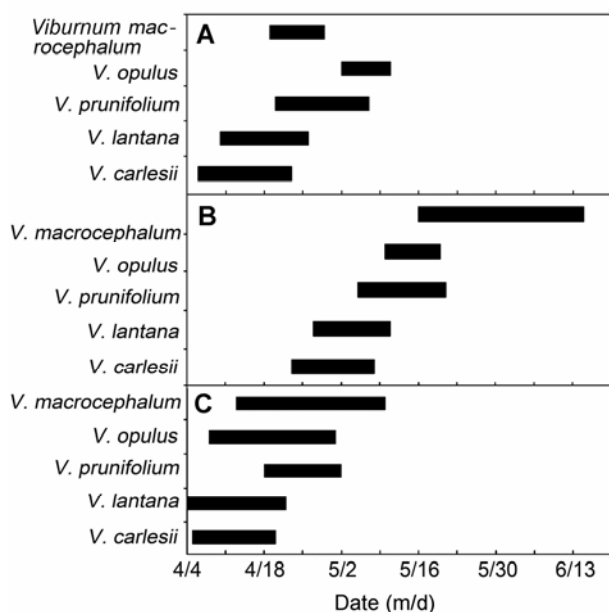 A
Viburnum mac-
rocephalum
V. opulus
V. prunifolium
V. lantana
V. carlesii
B
V. macrocephalum
V. opulus
V. prunifolium
V. lantana
V. carlesii
C
V. macrocephalum
V. opulus
V. prunifolium
V. lantana
V. carlesii
4/4 4/18 5/2 5/16 5/30 6/13
Date (m/d)